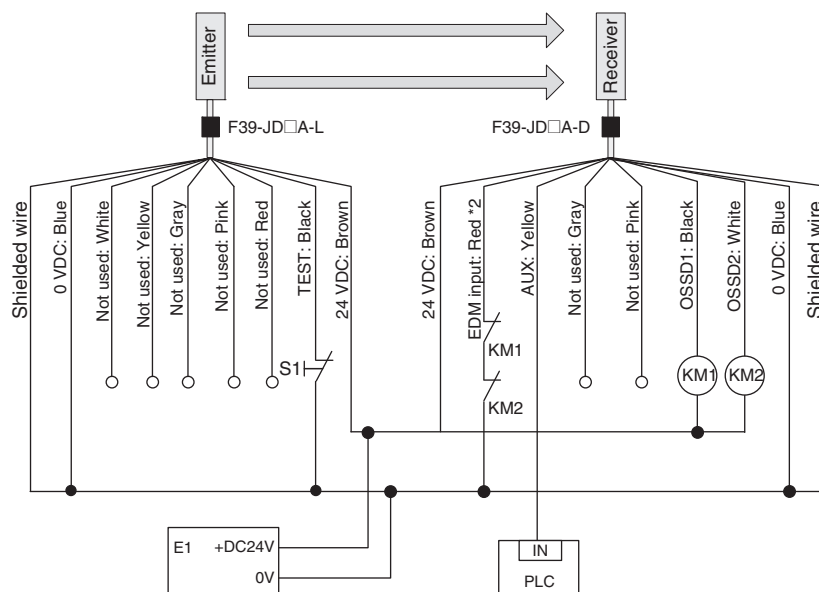 Emitter
Receiver
F39-JD□A-L
F39-JD□A-D
Shielded wire
0 VDC: Blue
Not used: White
Not used: Yellow
Not used: Gray
Not used: Pink
Not used: Red
TEST: Black
24 VDC: Brown
24 VDC: Brown
EDM input: Red *2
AUX: Yellow
Not used: Gray
Not used: Pink
OSSD1: Black
OSSD2: White
0 VDC: Blue
Shielded wire
S1
KM1
KM2
KM1
KM2
E1
+DC24V
0V
IN
PLC